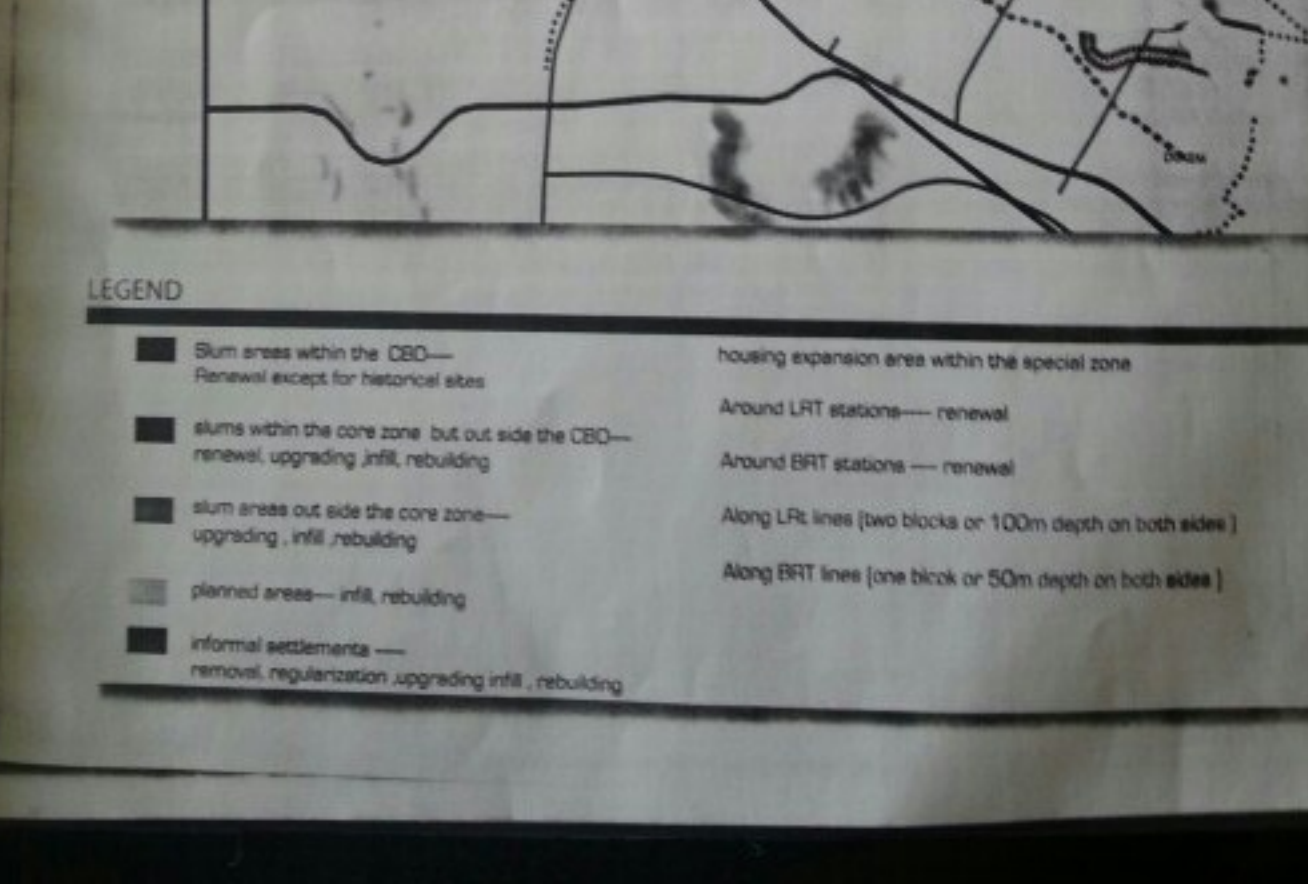 DUKEM
LEGEND
Slum areas within the CBD—
Renewal except for historical sites
slums within the core zone but out side the CBD—
renewal, upgrading ,infill, rebuilding
slum areas out side the core zone—
upgrading , infill ,rebuilding
planned areas— infill, rebuilding
informal settlements —
removal, regularization ,upgrading infill , rebuilding
housing expansion area within the special zone
Around LRT stations— renewal
Around BRT stations — renewal
Along LRt lines (two blocks or 100m depth on both sides )
Along BRT lines (one blcok or 50m depth on both sides )